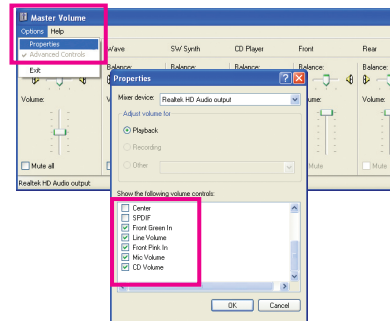 Master Volume
Options Help
Properties
Advanced Controls
Exit
Wave
SW Synth
CD Player
Front
Rear
Balance:
Balance:
Balance:
Balance:
Balance:
Volume:
Volume:
Mute all
Mute
Mute
Realtek HD Audio output
Properties
Mixer device: Realtek HD Audio output
Adjust volume for
Playback
Recording
Other
Show the following volume controls:
Center
SPDIF
Front Green In
Line Volume
Front Pink In
Mic Volume
CD Volume
OK Cancel